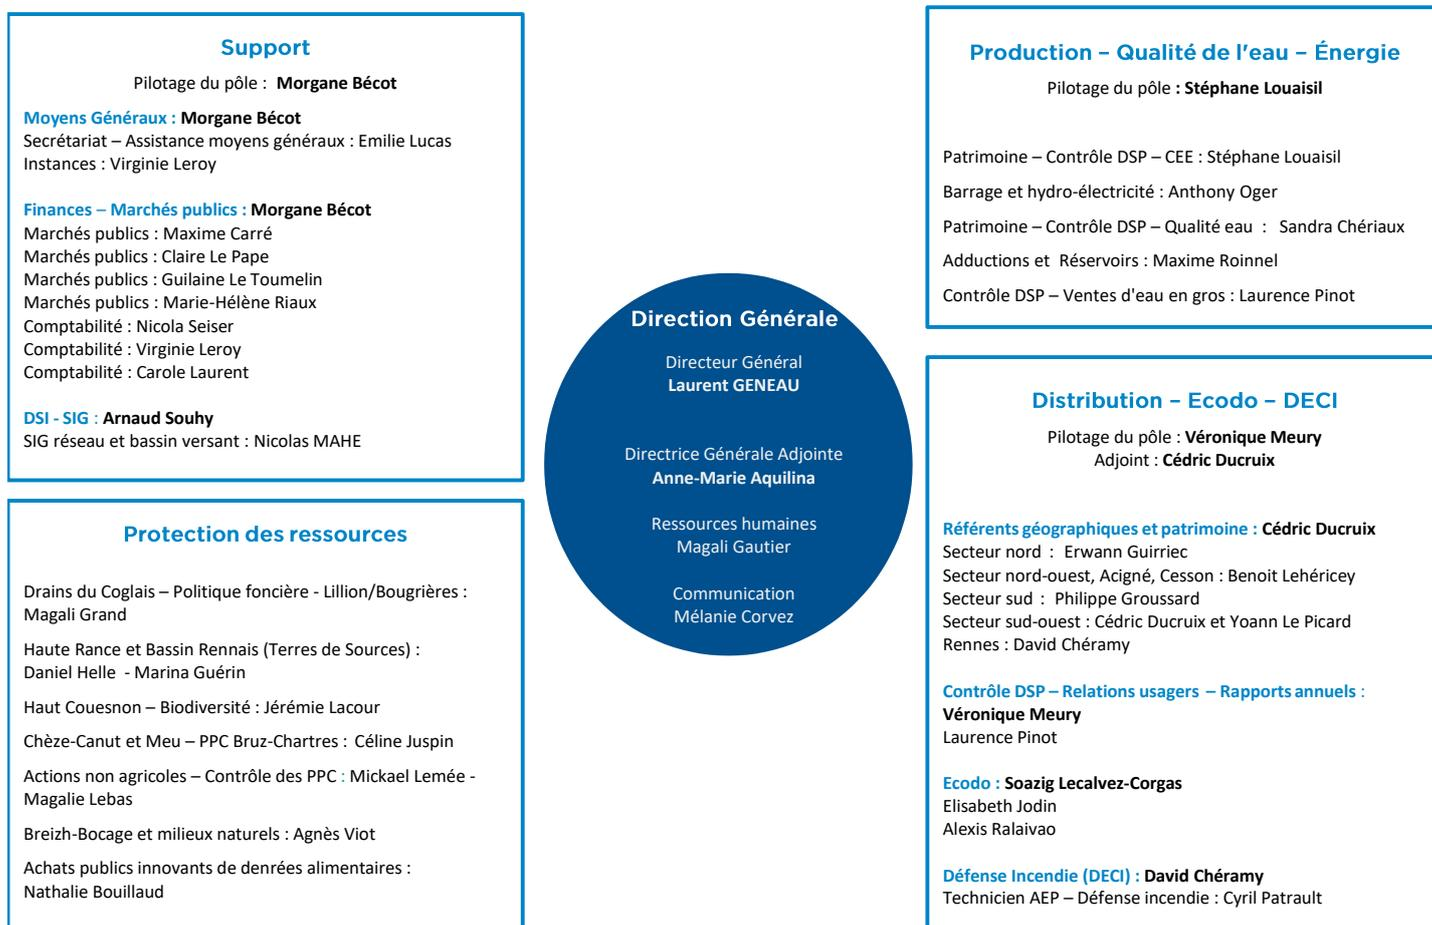 Support
Pilotage du pôle : Morgane Bécot
Moyens Généraux : Morgane Bécot
Secrétariat – Assistance moyens généraux : Emilie Lucas
Instances : Virginie Leroy
Finances – Marchés publics : Morgane Bécot
Marchés publics : Maxime Carré
Marchés publics : Claire Le Pape
Marchés publics : Guilaine Le Toumelin
Marchés publics : Marie-Hélène Riaux
Comptabilité : Nicola Seiser
Comptabilité : Virginie Leroy
Comptabilité : Carole Laurent
DSI - SIG : Arnaud Souhy
SIG réseau et bassin versant : Nicolas MAHE
Protection des ressources
Drains du Coglais – Politique foncière - Lillion/Bougrières :
Magali Grand
Haute Rance et Bassin Rennais (Terres de Sources) :
Daniel Helle - Marina Guérin
Haut Couesnon – Biodiversité : Jérémie Lacour
Chèze-Canut et Meu – PPC Bruz-Chartres : Céline Juspin
Actions non agricoles – Contrôle des PPC : Mickael Lemée -
Magalie Lebas
Breizh-Bocage et milieux naturels : Agnès Viot
Achats publics innovants de denrées alimentaires :
Nathalie Bouillaud
Direction Générale
Directeur Général
Laurent GENEAU
Directrice Générale Adjointe
Anne-Marie Aquilina
Ressources humaines
Magali Gautier
Communication
Mélanie Corvez
Production – Qualité de l'eau – Énergie
Pilotage du pôle : Stéphane Louaisil
Patrimoine – Contrôle DSP – CEE : Stéphane Louaisil
Barrage et hydro-électricité : Anthony Oger
Patrimoine – Contrôle DSP – Qualité eau : Sandra Chériaux
Adductions et Réservoirs : Maxime Roinnel
Contrôle DSP – Ventes d'eau en gros : Laurence Pinot
Distribution – Ecodo – DECI
Pilotage du pôle : Véronique Meury
Adjoint : Cédric Ducruix
Référents géographiques et patrimoine : Cédric Ducruix
Secteur nord : Erwann Guirriec
Secteur nord-ouest, Acigné, Cesson : Benoit Lehéricey
Secteur sud : Philippe Groussard
Secteur sud-ouest : Cédric Ducruix et Yoann Le Picard
Rennes : David Chéramy
Contrôle DSP – Relations usagers – Rapports annuels :
Véronique Meury
Laurence Pinot
Ecodo : Soazig Lecalvez-Corgas
Elisabeth Jodin
Alexis Ralaivao
Défense Incendie (DECI) : David Chéramy
Technicien AEP – Défense incendie : Cyril Patrault